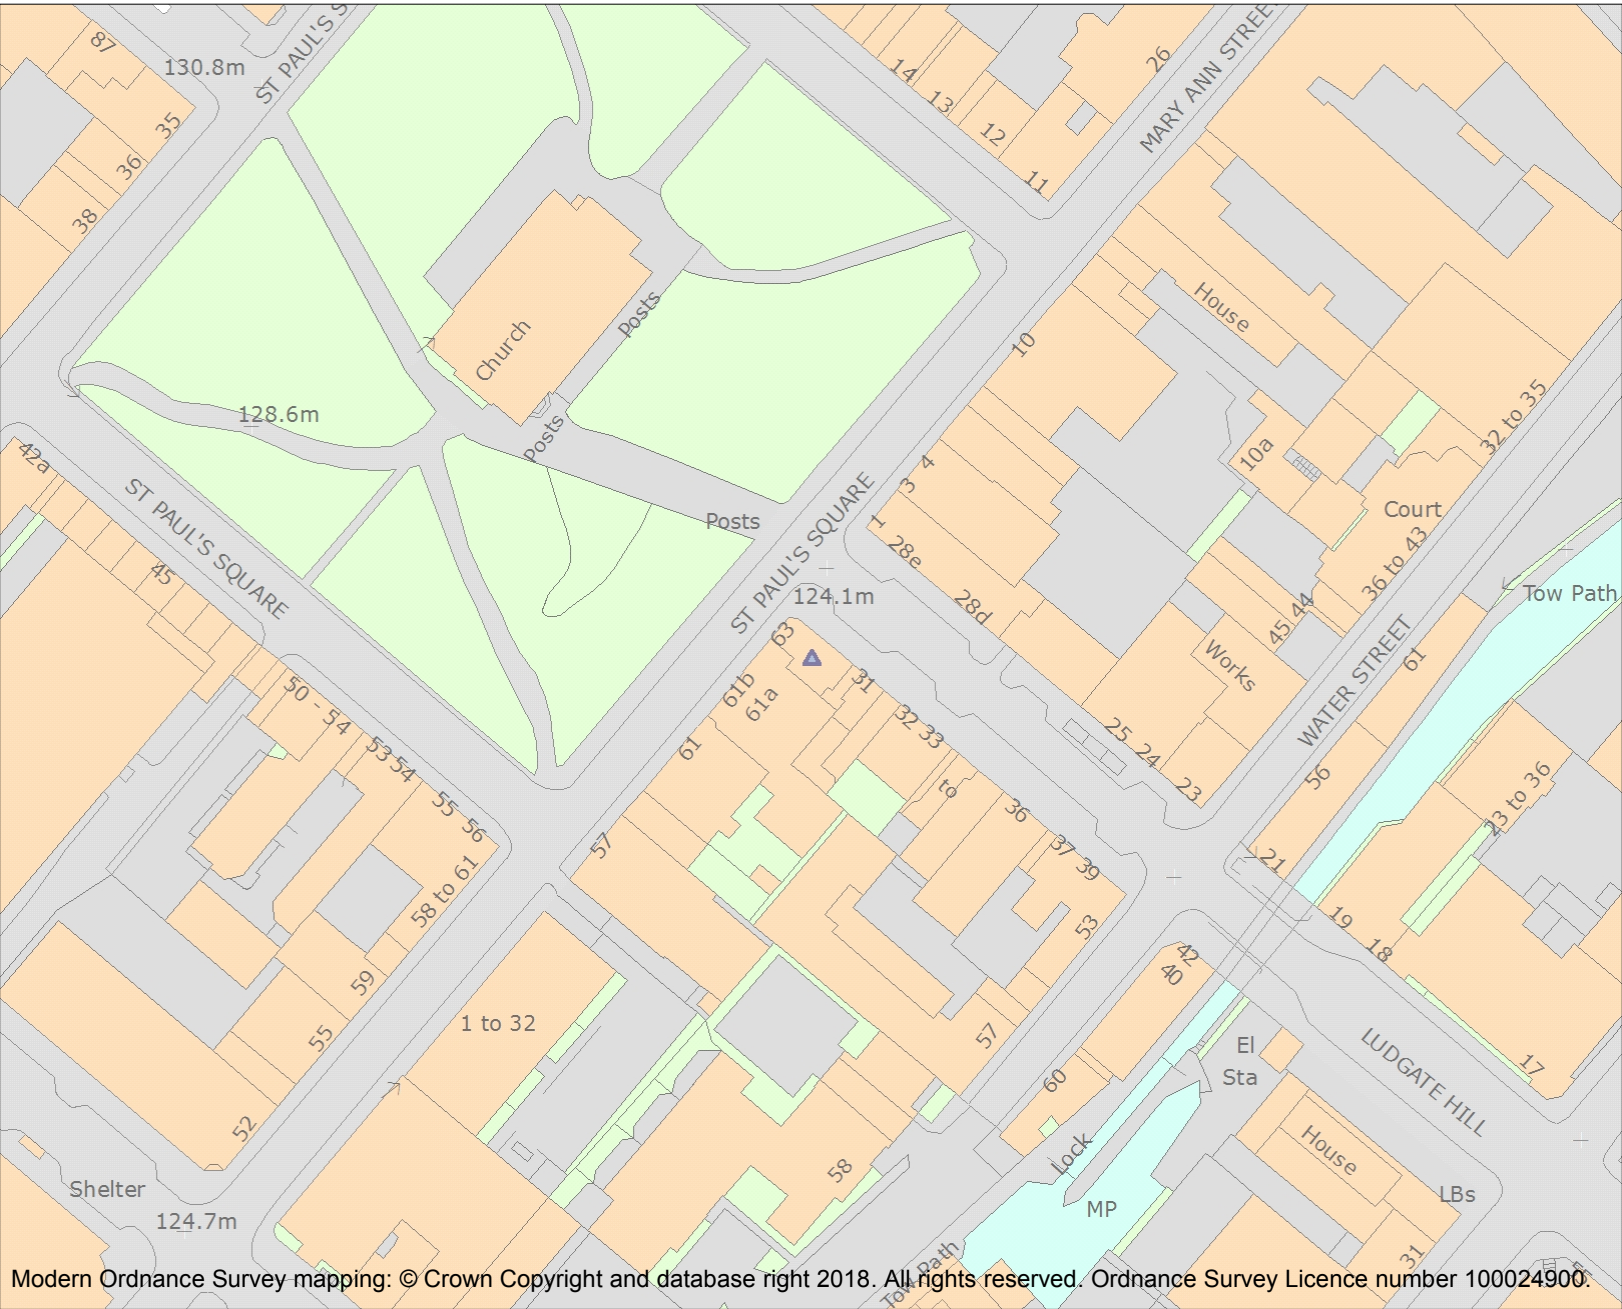 87
130.8m
ST PAUL'S S
14
13
12
11
26
MARY ANN STREET
35
36
38
House
Church
Posts
10
128.6m
Posts
42a
ST PAUL'S SQUARE
45
Posts
ST PAUL'S SQUARE
4
3
1
28e
28d
124.1m
10a
32 to 35
Court
36 to 43
45 44
Tow Path
Works
WATER STREET
61
63
61b
61a
31
32 33
to
36
37
39
25
24
23
56
21
23 to 36
50 - 54
53 54
55
56
58 to 61
61
57
53
57
42
40
19
18
59
55
52
1 to 32
60
El
Sta
LUDGATE HILL
17
Shelter
124.7m
58
Lock
MP
House
LBs
31
Tow Path
Modern Ordnance Survey mapping: © Crown Copyright and database right 2018. All rights reserved. Ordnance Survey Licence number 100024900.